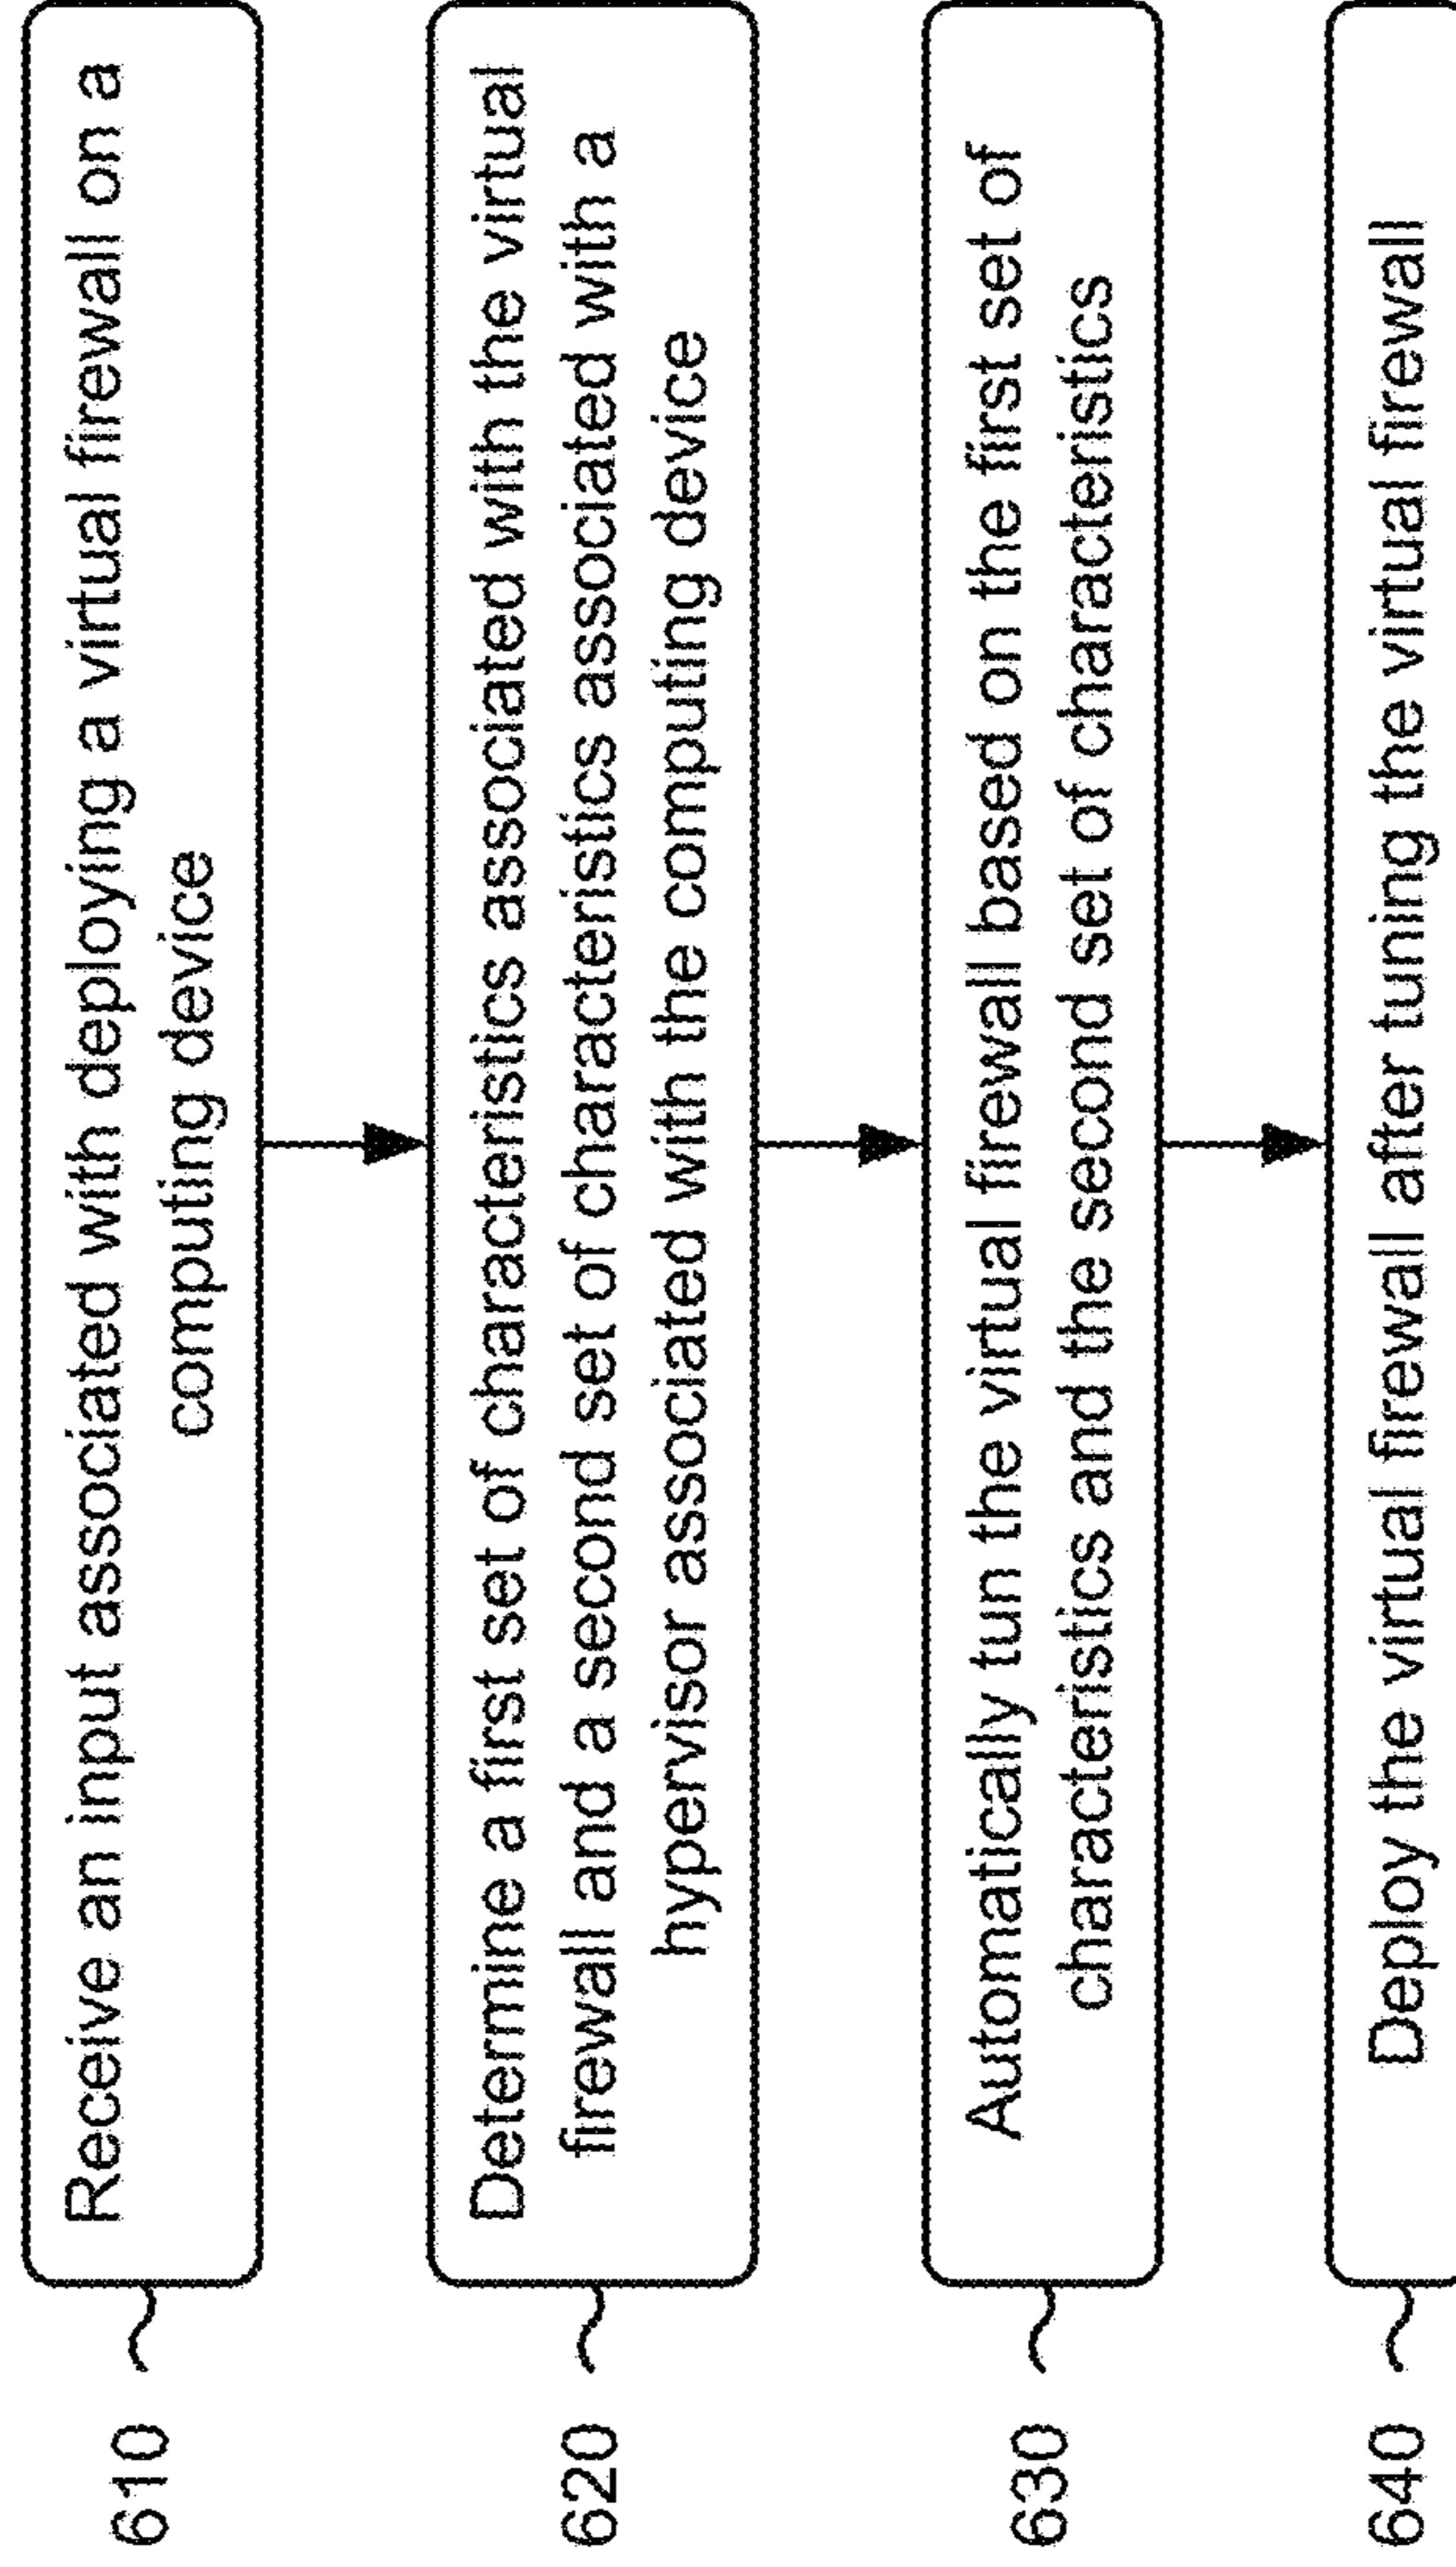 610
Receive an input associated with deploying a virtual firewall on a
computing device
620
Determine a first set of characteristics associated with the virtual
firewall and a second set of characteristics associated with a
hypervisor associated with the computing device
630
Automatically tun the virtual firewall based on the first set of
characteristics and the second set of characteristics
640
Deploy the virtual firewall after tuning the virtual firewall